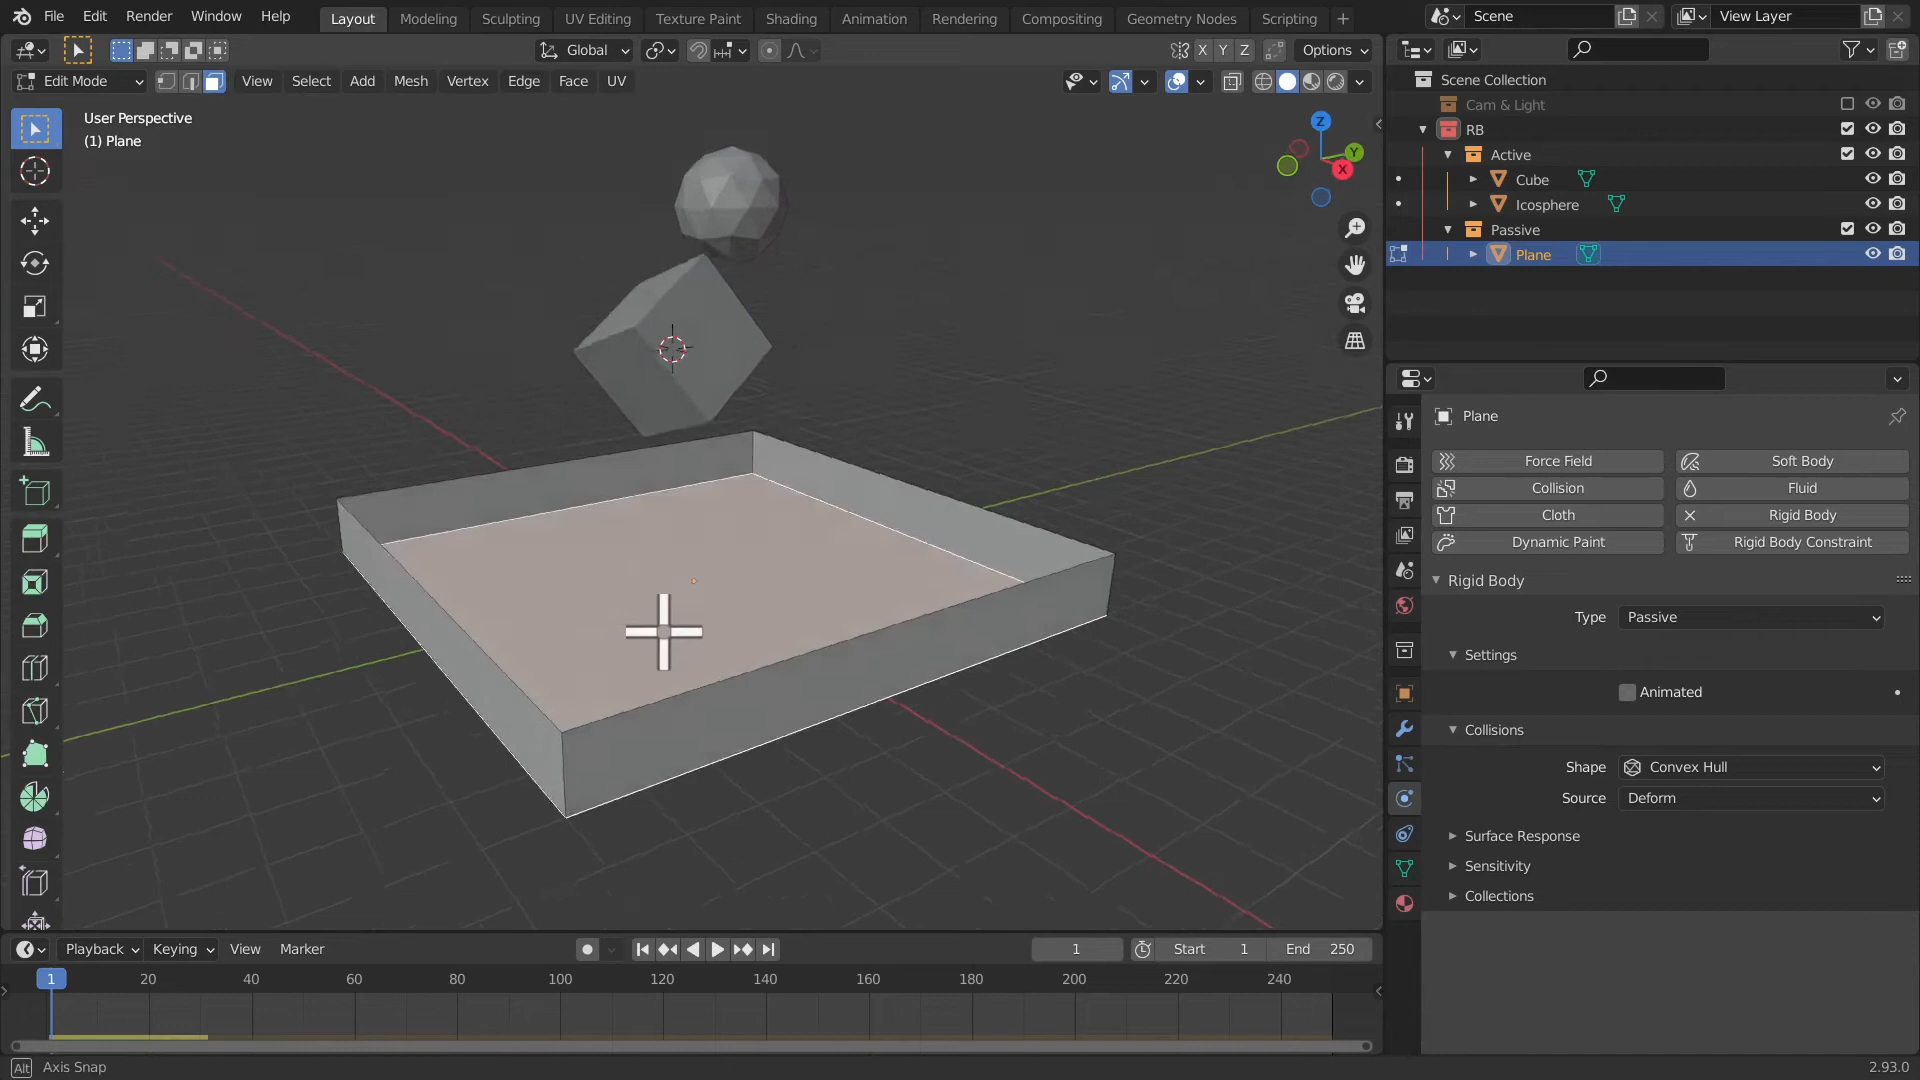 File Edit Render Window Help Layout Modeling Sculpting UV Editing Texture Paint Shading Animation Rendering Compositing Geometry Nodes Scripting + Scene View Layer
Global X Y Z Options
Edit Mode View Select Add Mesh Vertex Edge Face UV
User Perspective
(1) Plane
Z
Y
X
Scene Collection
Cam & Light
RB
Active
Cube
Icosphere
Passive
Plane
Plane
Force Field Soft Body
Collision Fluid
Cloth Rigid Body
Dynamic Paint Rigid Body Constraint
Rigid Body
Type Passive
Settings
Animated
Collisions
Shape Convex Hull
Source Deform
Surface Response
Sensitivity
Collections
Playback Keying View Marker 1 Start 1 End 250
1 20 40 60 80 100 120 140 160 180 200 220 240
Alt Axis Snap 2.93.0